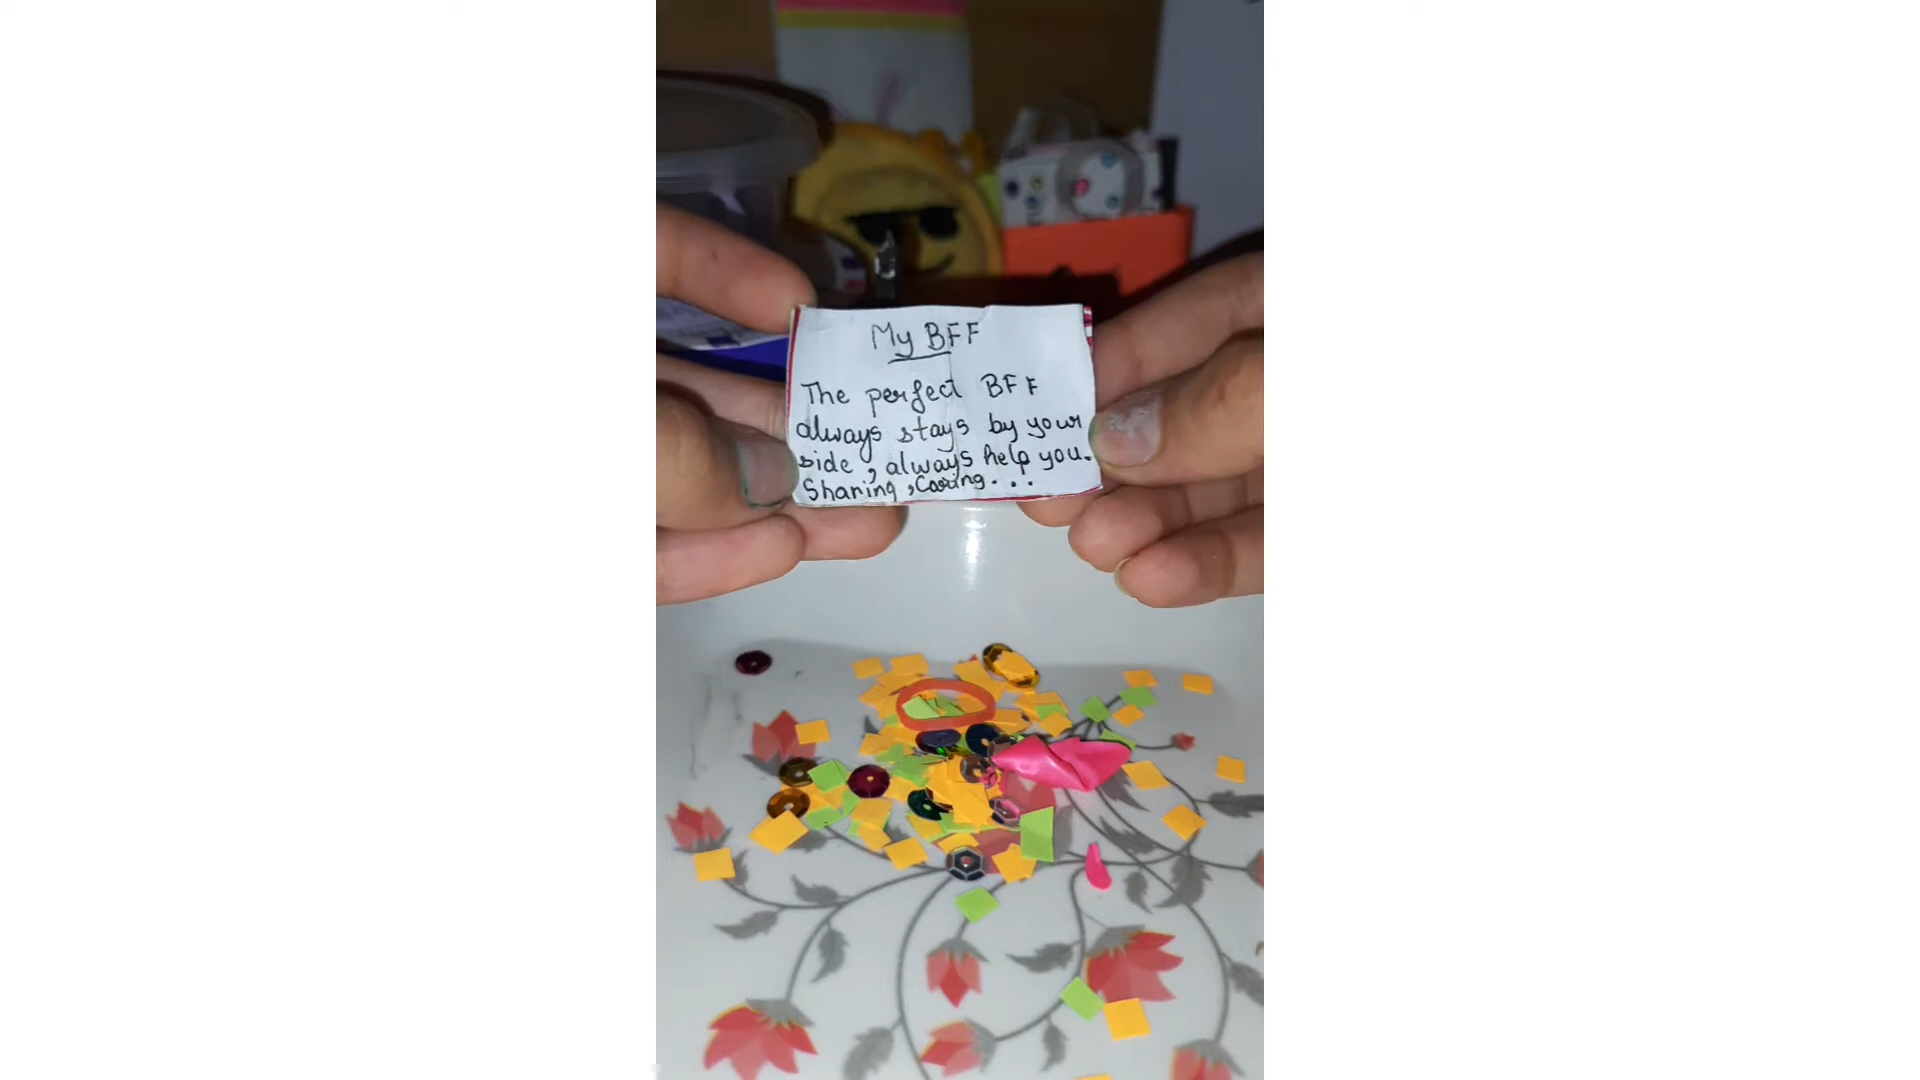 My BFF
The perfect BFF
always stays by your
side, always help you.
Sharing, Caring...